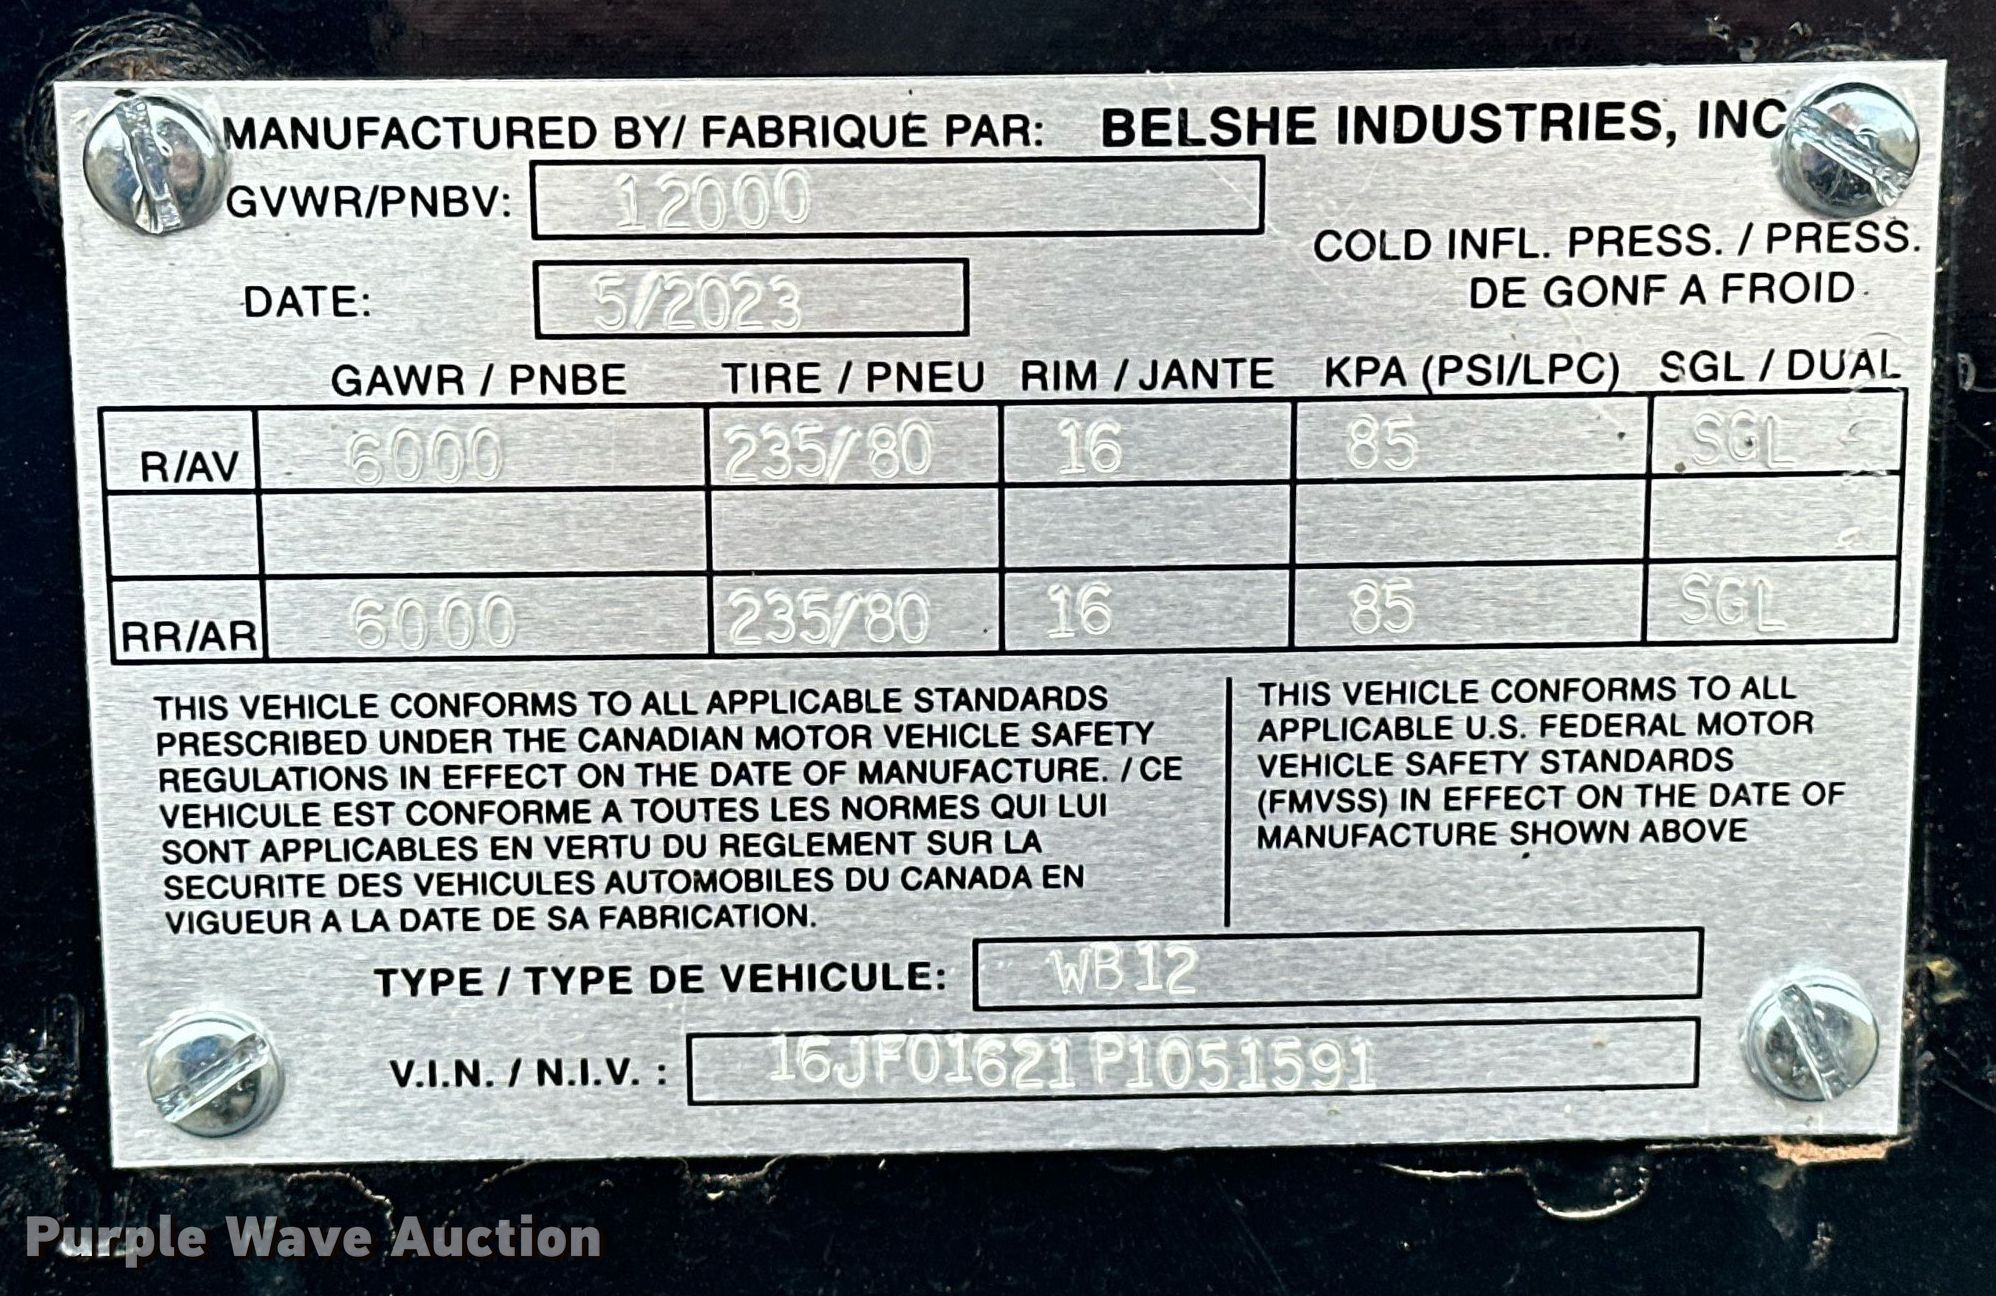 MANUFACTURED BY/ FABRIQUE PAR: BELSHE INDUSTRIES, INC
GVWR/PNBV: 12000
COLD INFL. PRESS. / PRESS.
DE GONF A FROID
DATE: 5/2023
GAWR / PNBE TIRE / PNEU RIM / JANTE KPA (PSI/LPC) SGL / DUAL
R/AV 6000 235/80 16 85 SGL
RR/AR 6000 235/80 16 85 SGL
THIS VEHICLE CONFORMS TO ALL APPLICABLE STANDARDS
PRESCRIBED UNDER THE CANADIAN MOTOR VEHICLE SAFETY
REGULATIONS IN EFFECT ON THE DATE OF MANUFACTURE. / CE
VEHICULE EST CONFORME A TOUTES LES NORMES QUI LUI
SONT APPLICABLES EN VERTU DU REGLEMENT SUR LA
SECURITE DES VEHICULES AUTOMOBILES DU CANADA EN
VIGUEUR A LA DATE DE SA FABRICATION.
THIS VEHICLE CONFORMS TO ALL
APPLICABLE U.S. FEDERAL MOTOR
VEHICLE SAFETY STANDARDS
(FMVSS) IN EFFECT ON THE DATE OF
MANUFACTURE SHOWN ABOVE
TYPE / TYPE DE VEHICULE: WB12
V.I.N. / N.I.V. : 16JF01621P1051591
Purple Wave Auction